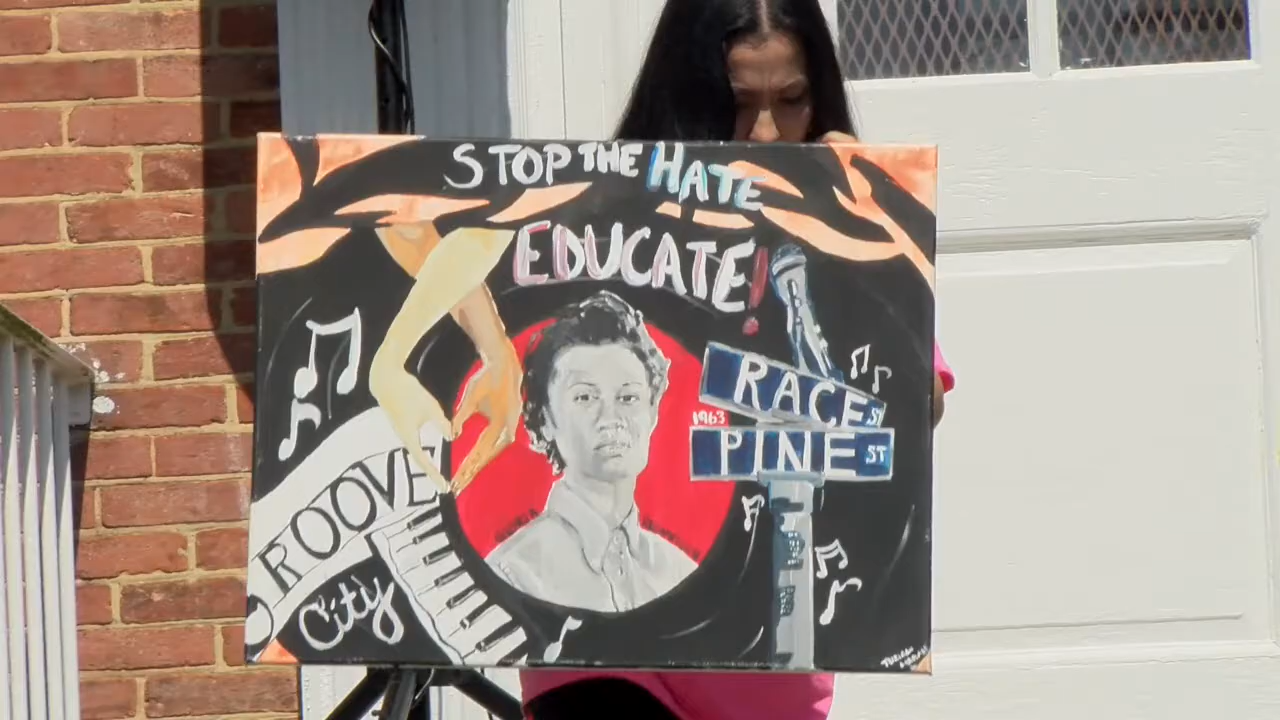 STOP THE HATE
EDUCATE!
RACE ST
1963
PINE ST
GROOVE
City